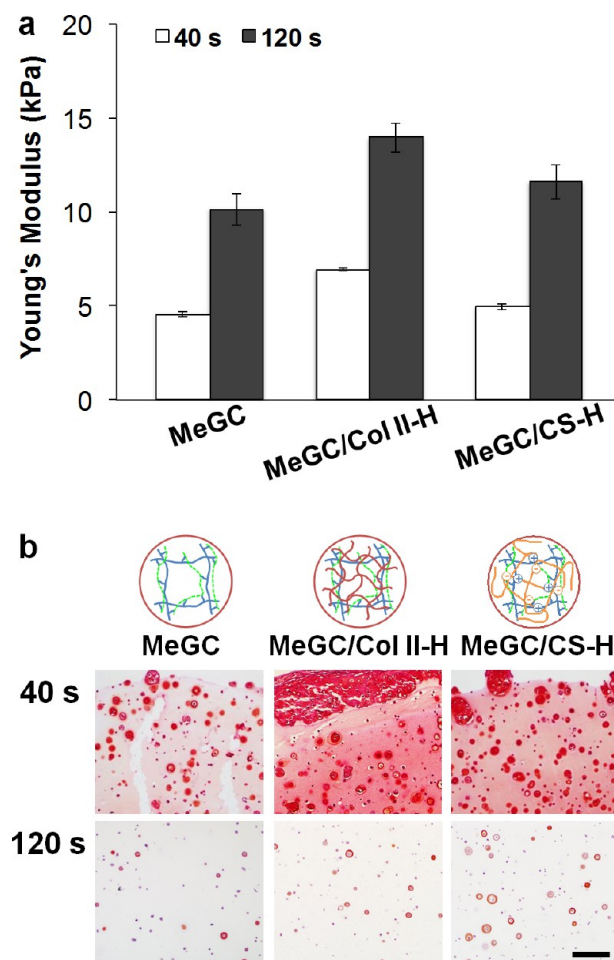 a
20
15
10
5
0
Young's Modulus (kPa)
40 s 120 s
MeGC
MeGC/Col II-H
MeGC/CS-H
b
MeGC MeGC/Col II-H MeGC/CS-H
40 s
120 s